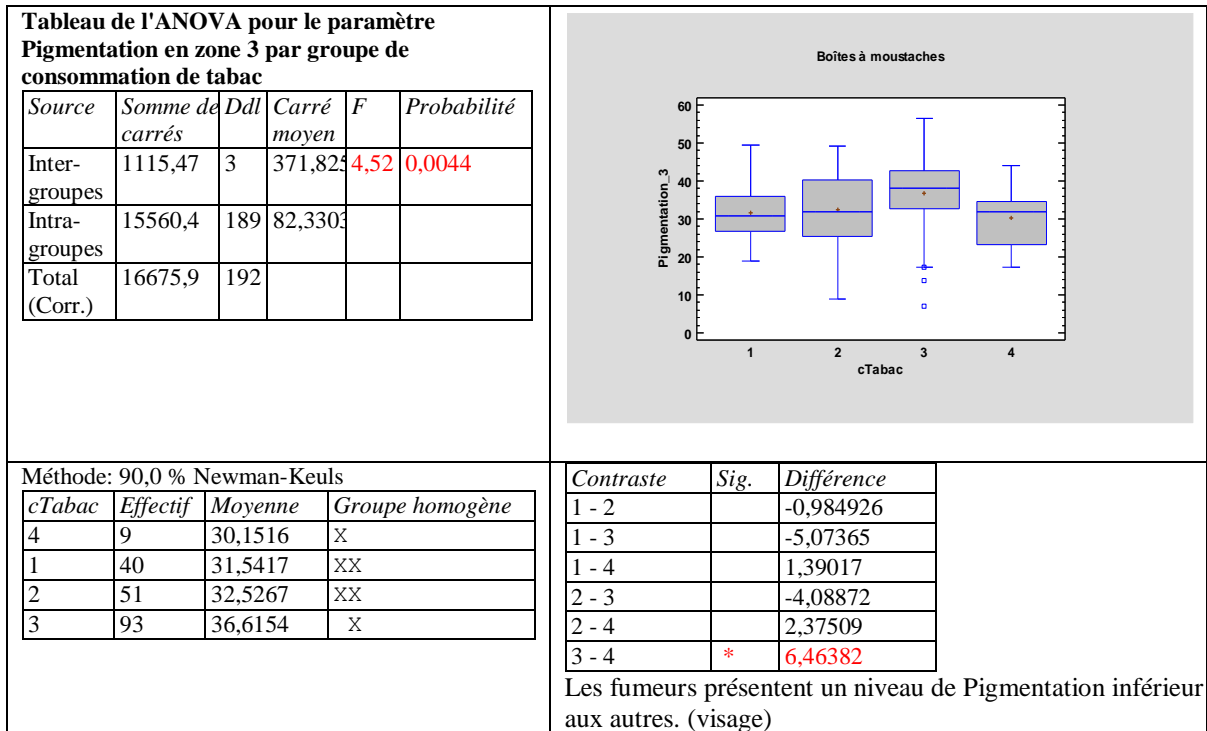 Tableau de l'ANOVA pour le paramètre
Pigmentation en zone 3 par groupe de
consommation de tabac
Source Somme de carrés Ddl Carré moyen F Probabilité
Inter-groupes 1115,47 3 371,825 4,52 0,0044
Intra-groupes 15560,4 189 82,3303
Total (Corr.) 16675,9 192
Boîtes à moustaches
Pigmentation_3
60
50
40
30
20
10
0
1 2 3 4
cTabac
Méthode: 90,0 % Newman-Keuls
cTabac Effectif Moyenne Groupe homogène
4 9 30,1516 X
1 40 31,5417 XX
2 51 32,5267 XX
3 93 36,6154 X
Contraste Sig. Différence
1 - 2 -0,984926
1 - 3 -5,07365
1 - 4 1,39017
2 - 3 -4,08872
2 - 4 2,37509
3 - 4 * 6,46382
Les fumeurs présentent un niveau de Pigmentation inférieur
aux autres. (visage)